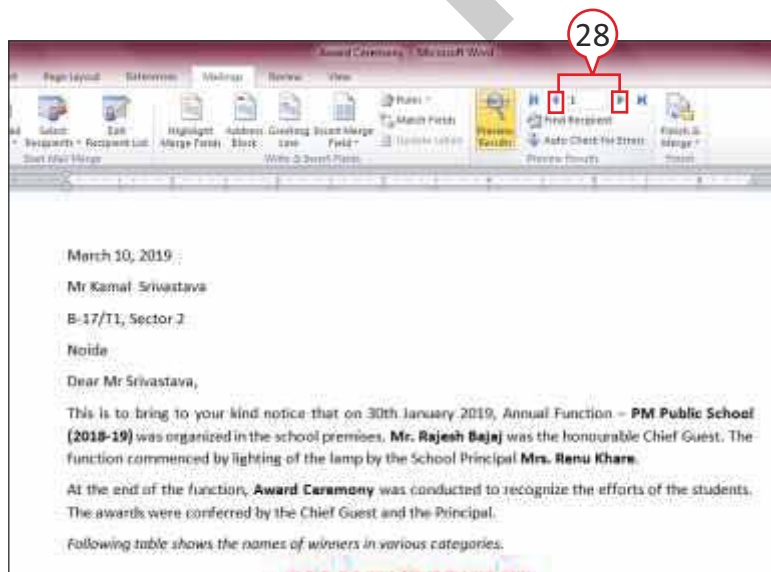 28
Award Ceremony - Microsoft Word
Page Layout References Mailings Review View
Rules
Match Fields
Update Labels
Select Recipients
Edit Recipient List
Highlight Merge Fields
Address Block
Greeting Line
Insert Merge Field
Preview Results
1
Find Recipient
Auto Check for Errors
Finish & Merge
Start Mail Merge
Write & Insert Fields
Preview Results
Finish
March 10, 2019
Mr Kamal Srivastava
B-17/T1, Sector 2
Noida
Dear Mr Srivastava,
This is to bring to your kind notice that on 30th January 2019, Annual Function – PM Public School
(2018-19) was organized in the school premises. Mr. Rajesh Bajaj was the honourable Chief Guest. The
function commenced by lighting of the lamp by the School Principal Mrs. Renu Khare.
At the end of the function, Award Ceremony was conducted to recognize the efforts of the students.
The awards were conferred by the Chief Guest and the Principal.
Following table shows the names of winners in various categories.